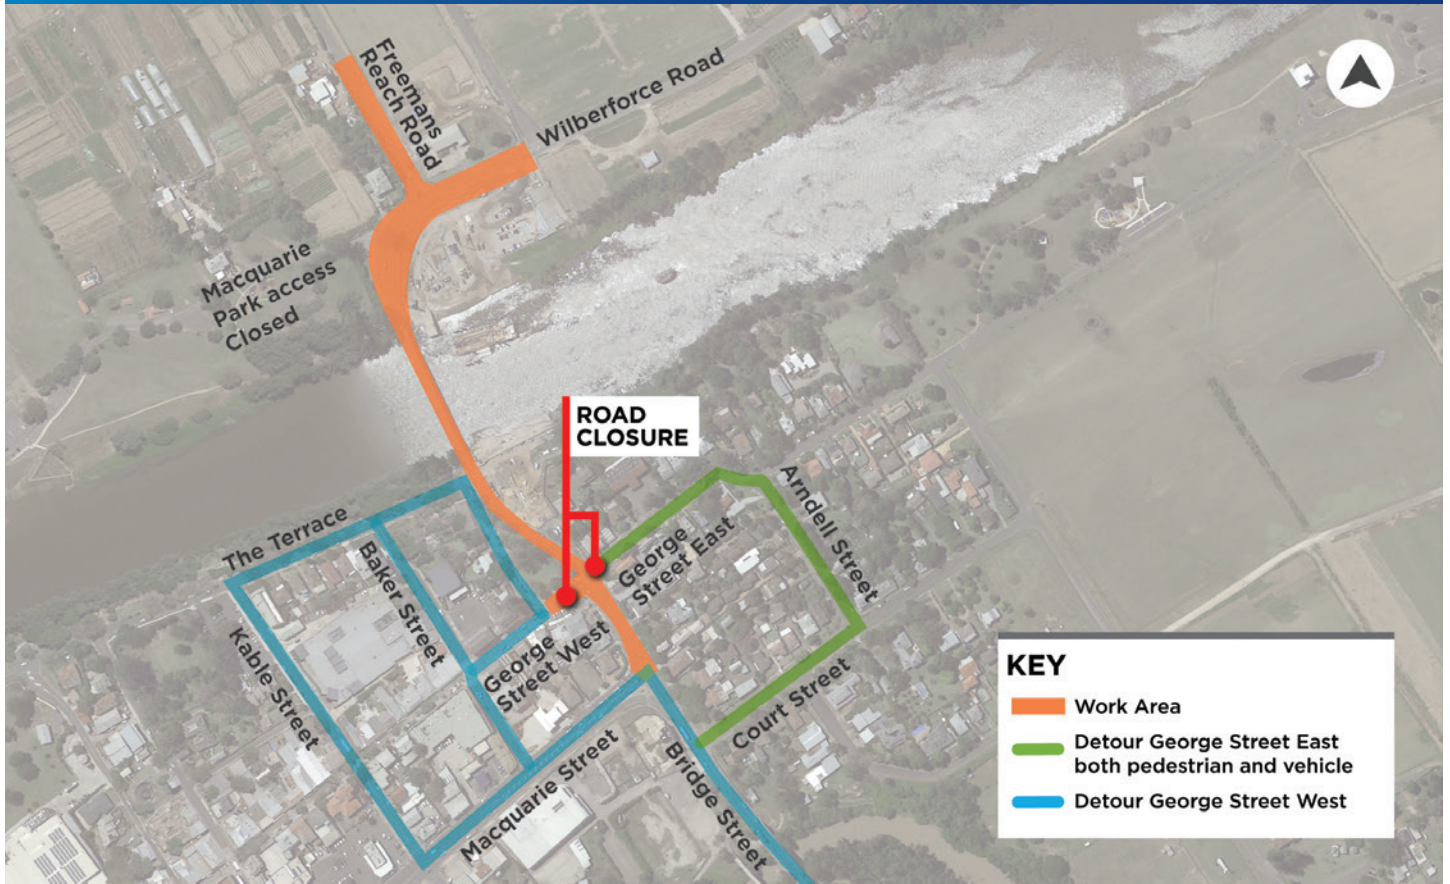 Freemans
Reach Road
Wilberforce Road
Macquarie
Park access
Closed
ROAD
CLOSURE
The Terrace
Baker Street
Kable Street
George
Street West
George
Street East
Arndell Street
Court Street
Macquarie Street
Bridge Street
KEY
Work Area
Detour George Street East
both pedestrian and vehicle
Detour George Street West